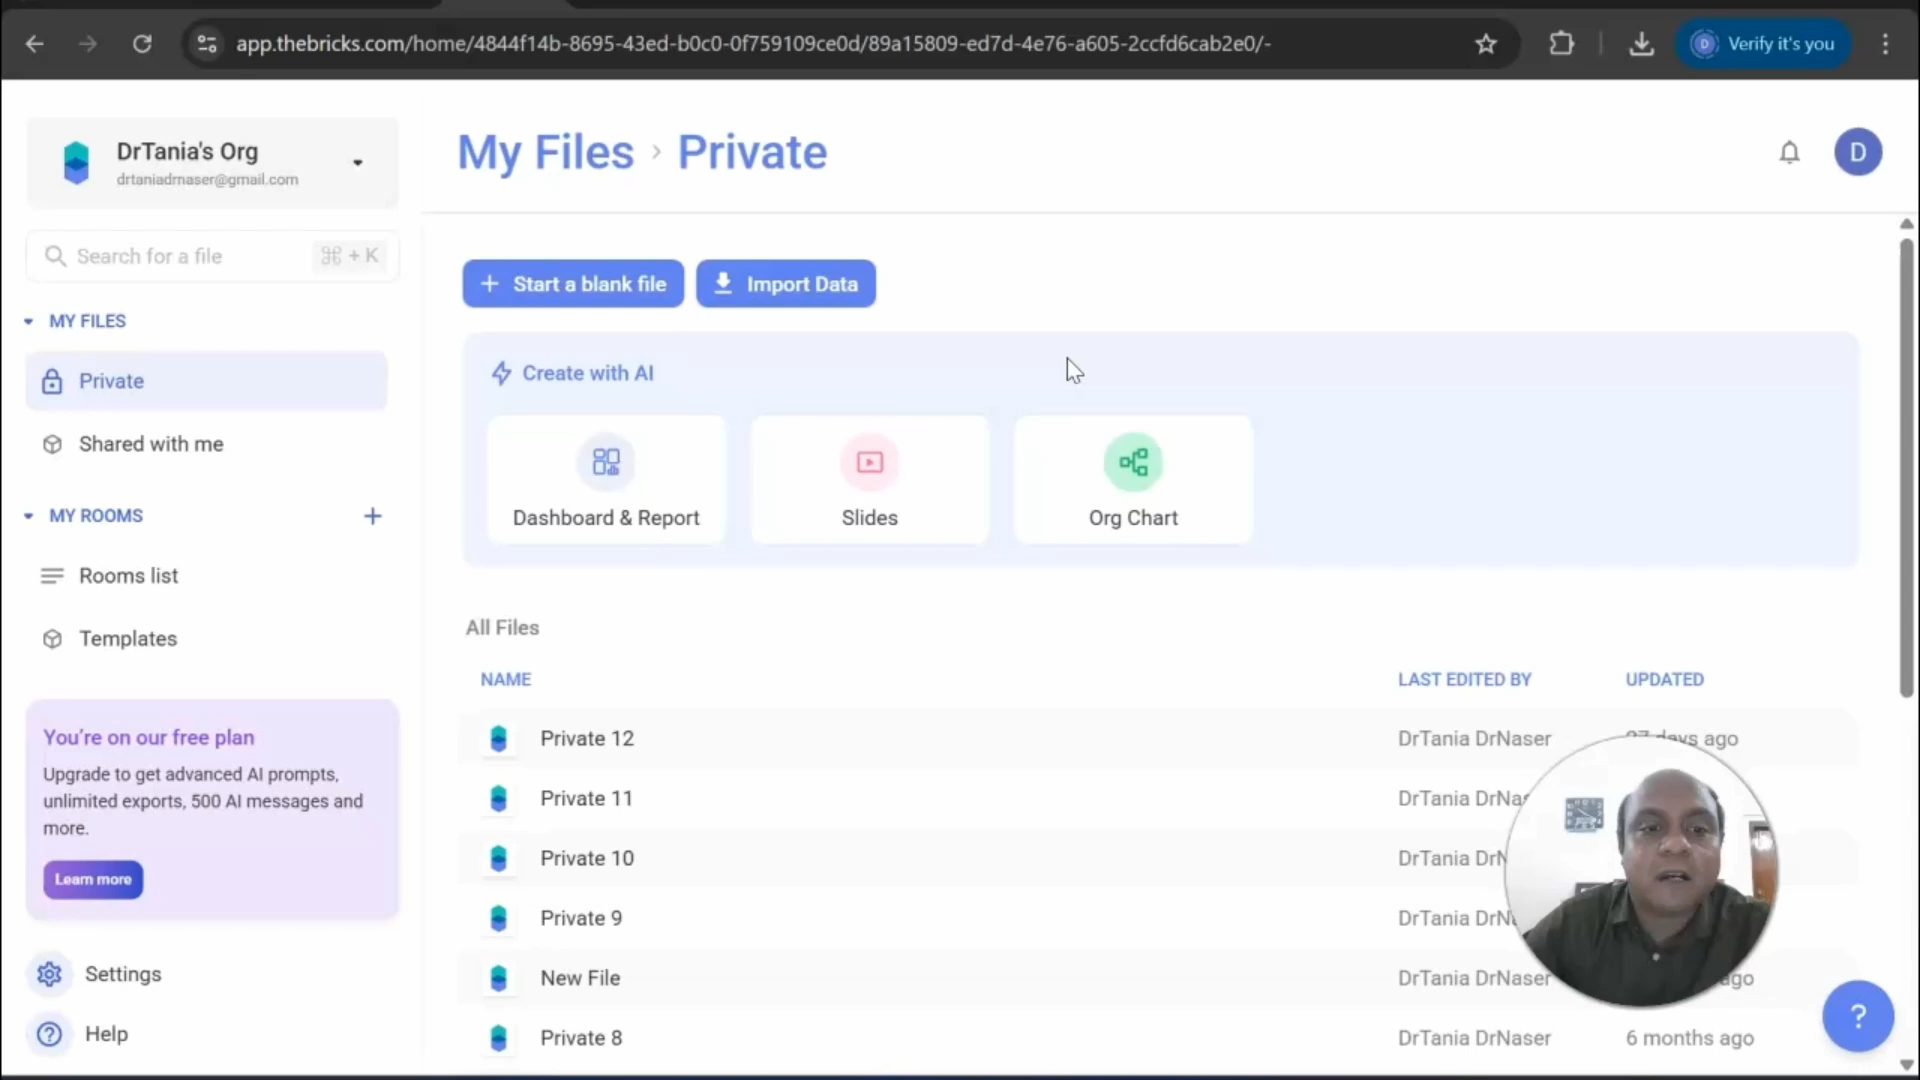 app.thebricks.com/home/4844f14b-8695-43ed-b0c0-0f759109ce0d/89a15809-ed7d-4e76-a605-2ccfd6cab2e0/-
Verify it's you
DrTania's Org
drtaniadrnaser@gmail.com
My Files > Private
D
Search for a file
⌘ + K
+ Start a blank file
Import Data
MY FILES
Private
Shared with me
Create with AI
Dashboard & Report
Slides
Org Chart
MY ROOMS +
Rooms list
Templates
All Files
NAME LAST EDITED BY UPDATED
Private 12 DrTania DrNaser days ago
Private 11 DrTania
Private 10 DrTania
Private 9 DrTania
New File DrTania DrNaser ago
Private 8 DrTania DrNaser 6 months ago
You're on our free plan
Upgrade to get advanced AI prompts,
unlimited exports, 500 AI messages and
more.
Learn more
Settings
Help
?